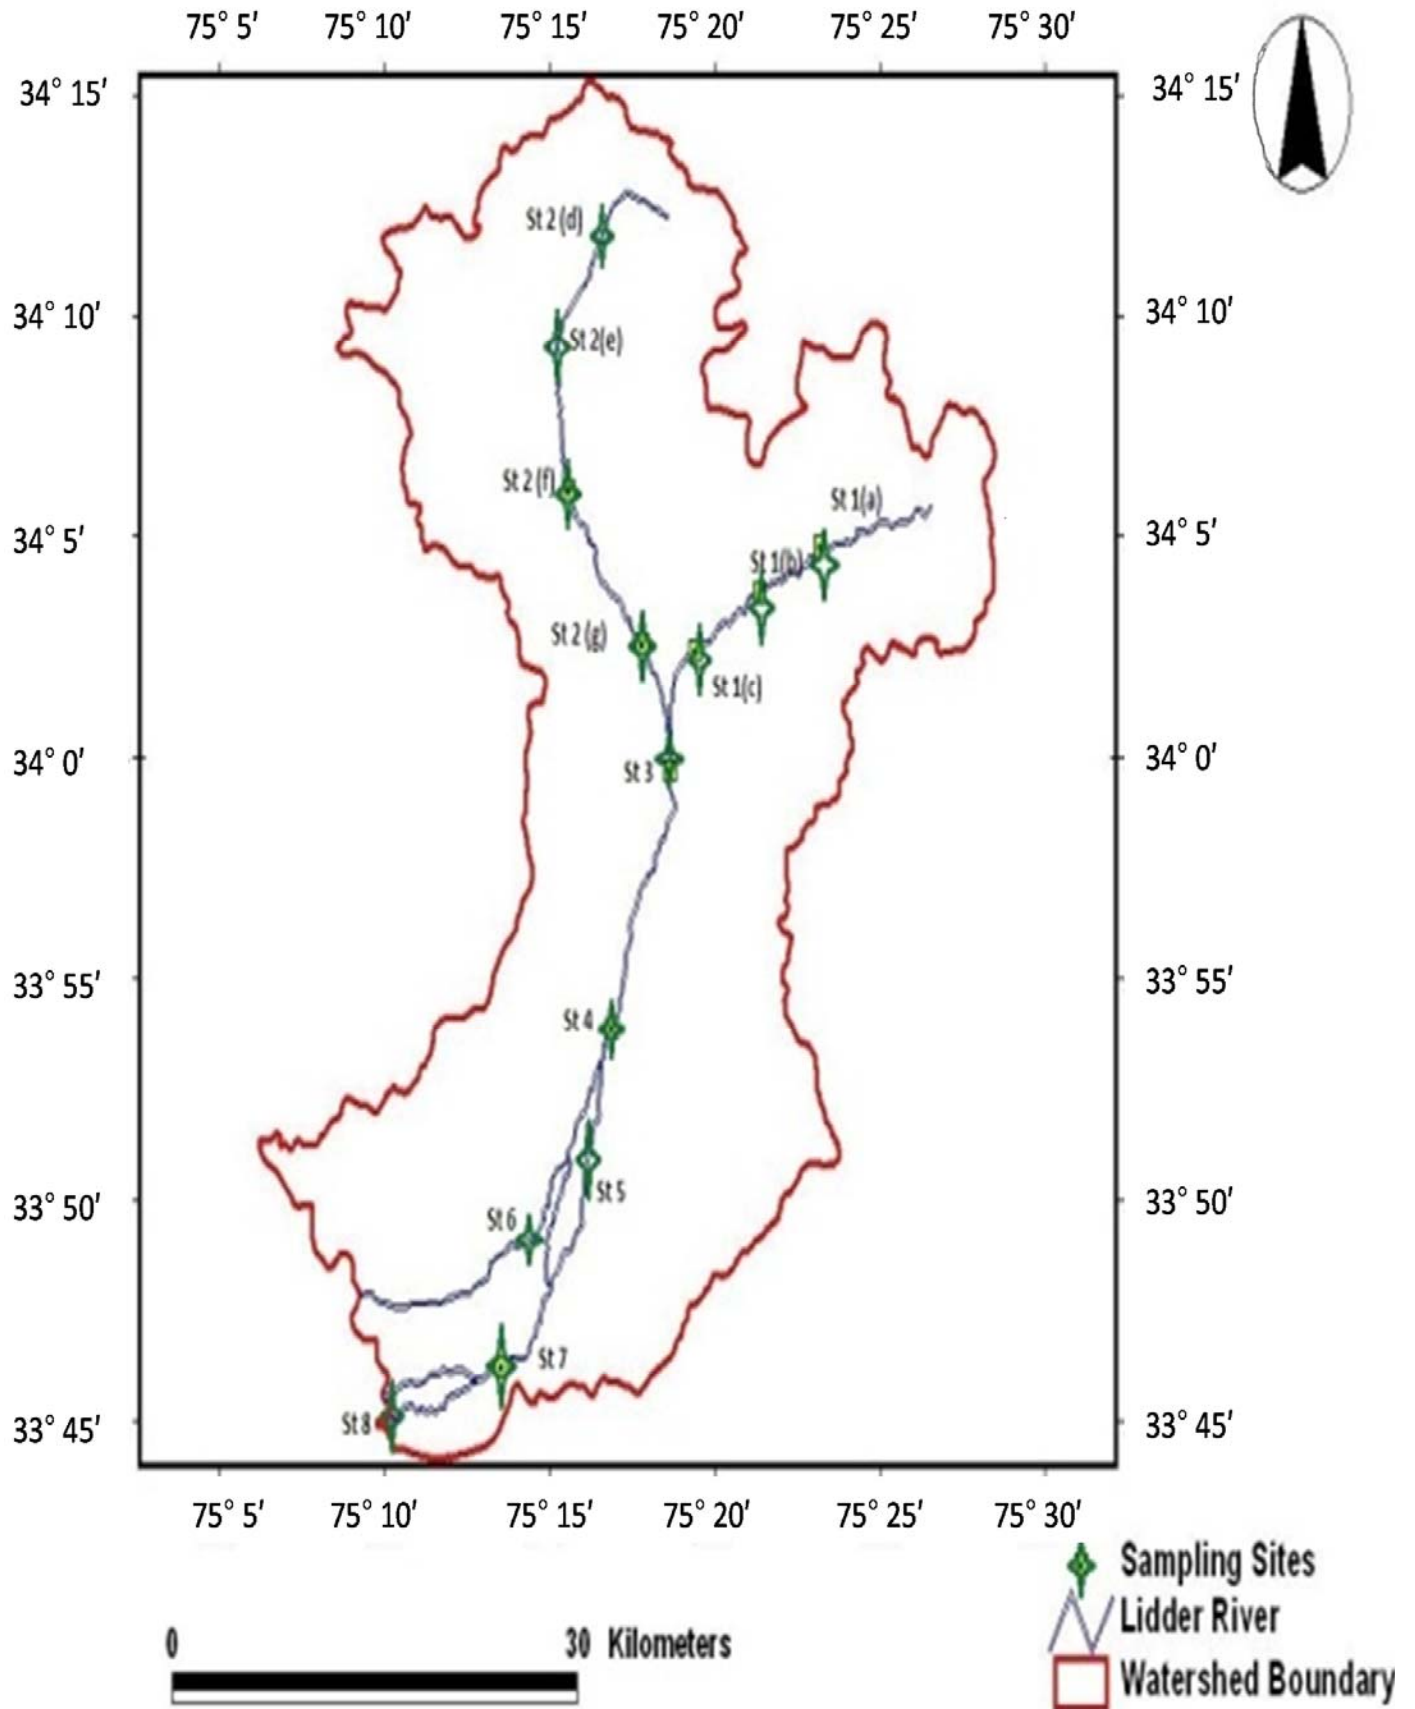 75° 5′ 75° 10′ 75° 15′ 75° 20′ 75° 25′ 75° 30′
34° 15′ 34° 15′
St 2 (d)
34° 10′ 34° 10′
St 2(e)
St 2 (f)
St 1(a)
34° 5′ 34° 5′
St 1(b)
St 2 (g)
St 1(c)
34° 0′ 34° 0′
St 3
33° 55′ 33° 55′
St 4
St 5
33° 50′ 33° 50′
St 6
St 7
St 8
33° 45′ 33° 45′
75° 5′ 75° 10′ 75° 15′ 75° 20′ 75° 25′ 75° 30′
Sampling Sites
Lidder River
Watershed Boundary
0 30 Kilometers